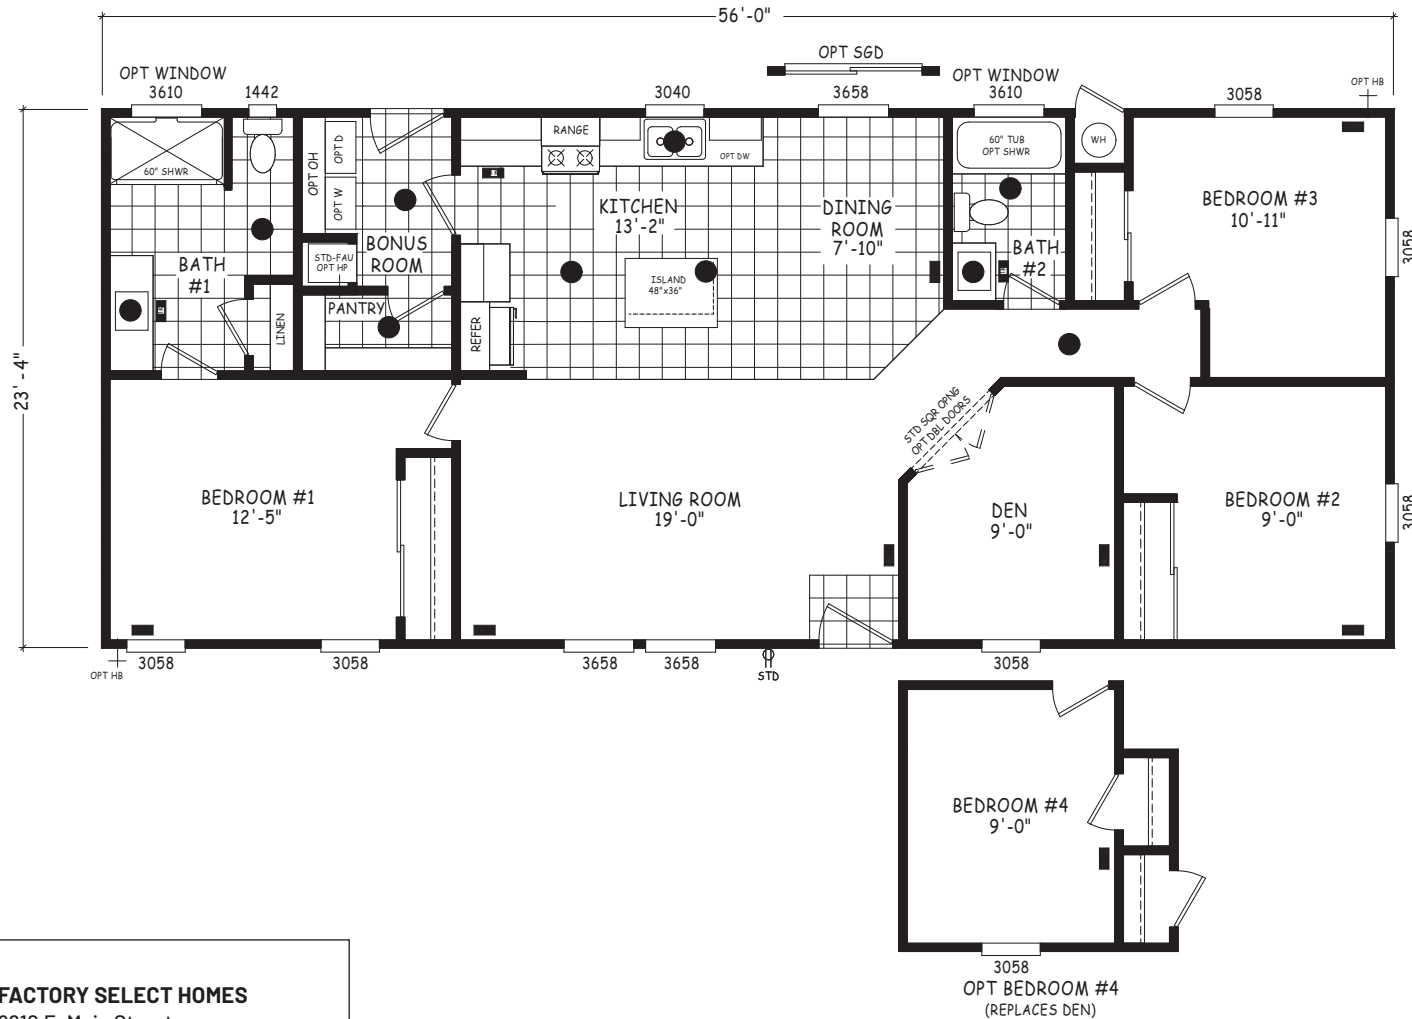 56'-0"
OPT SGD
OPT WINDOW
OPT WINDOW
3610
1442
3040
3658
3610
3058
OPT HB
60" SHWR
OPT OH
OPT D
OPT W
RANGE
OPT DW
60" TUB
OPT SHWR
WH
BEDROOM #3
10'-11"
3058
KITCHEN
13'-2"
DINING
ROOM
7'-10"
BONUS
ROOM
STD-FAU
OPT HP
BATH
#1
BATH
#2
ISLAND
48"x36"
PANTRY
LINEN
REFER
23'-4"
STD SQR OPNG
OPT DBL DOORS
BEDROOM #1
12'-5"
LIVING ROOM
19'-0"
DEN
9'-0"
BEDROOM #2
9'-0"
3058
OPT HB
3058
3058
3658
3658
STD
3058
BEDROOM #4
9'-0"
3058
OPT BEDROOM #4
(REPLACES DEN)
FACTORY SELECT HOMES